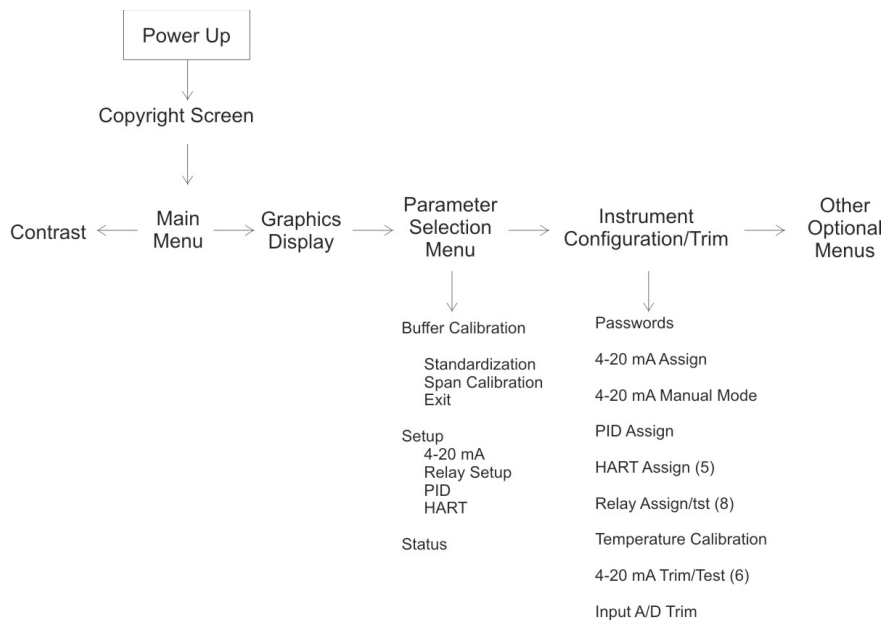 Power Up
Copyright Screen
Contrast
Main
Menu
Graphics
Display
Parameter
Selection
Menu
Instrument
Configuration/Trim
Other
Optional
Menus
Buffer Calibration
Standardization
Span Calibration
Exit
Setup
4-20 mA
Relay Setup
PID
HART
Status
Passwords
4-20 mA Assign
4-20 mA Manual Mode
PID Assign
HART Assign (5)
Relay Assign/tst (8)
Temperature Calibration
4-20 mA Trim/Test (6)
Input A/D Trim